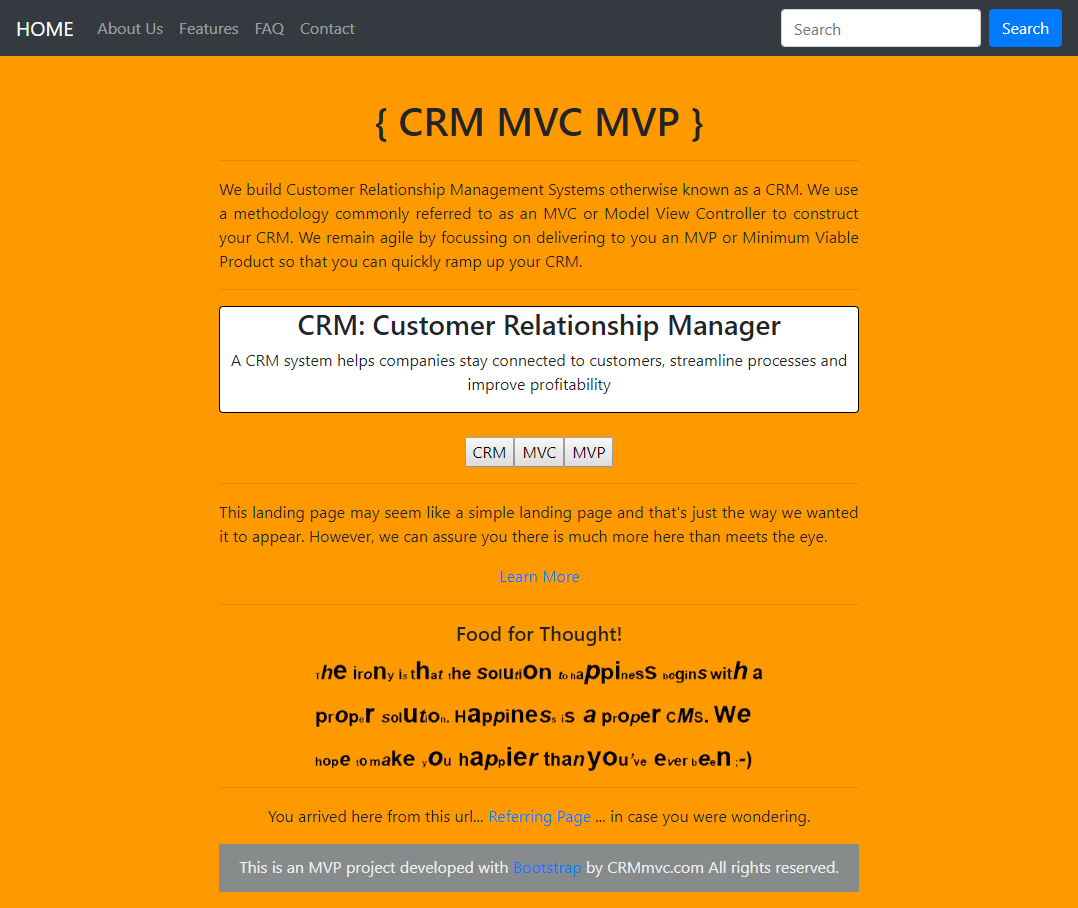 HOME About Us Features FAQ Contact Search Search
{ CRM MVC MVP }
We build Customer Relationship Management Systems otherwise known as a CRM. We use
a methodology commonly referred to as an MVC or Model View Controller to construct
your CRM. We remain agile by focussing on delivering to you an MVP or Minimum Viable
Product so that you can quickly ramp up your CRM.
CRM: Customer Relationship Manager
A CRM system helps companies stay connected to customers, streamline processes and
improve profitability
CRM MVC MVP
This landing page may seem like a simple landing page and that's just the way we wanted
it to appear. However, we can assure you there is much more here than meets the eye.
Learn More
Food for Thought!
The irony is that the solution to happiness begins with a
proper solution. Happiness is a proper CMs. We
hope to make you happier than you've ever been ;-)
You arrived here from this url... Referring Page ... in case you were wondering.
This is an MVP project developed with Bootstrap by CRMmvc.com All rights reserved.